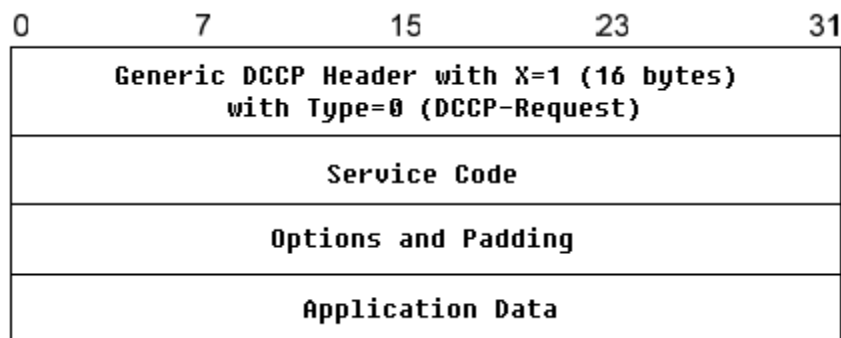 0 7 15 23 31
Generic DCCP Header with X=1 (16 bytes)
with Type=0 (DCCP-Request)
Service Code
Options and Padding
Application Data